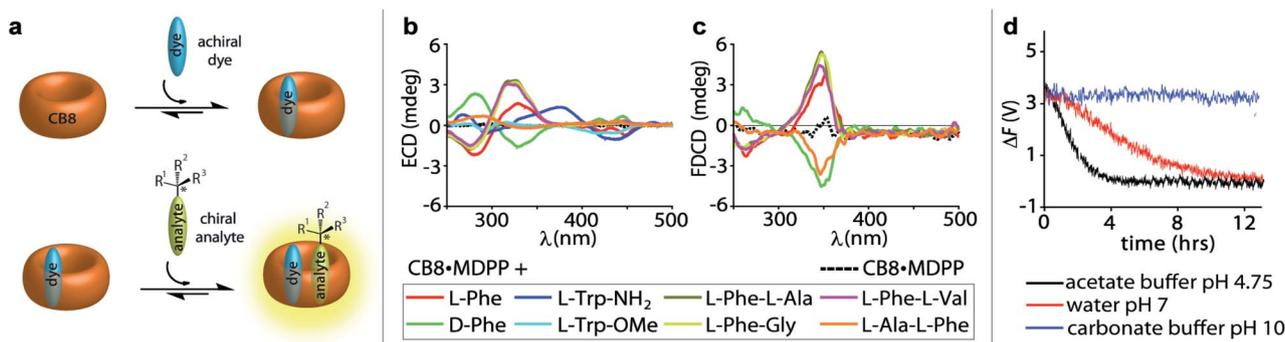 a
dye
achiral
dye
CB8
dye
R² 
R¹ R³
*
analyte
chiral
analyte
dye
R²
R¹ R³
*
dye
analyte
b
ECD (mdeg)
6
3
0
-3
-6
300 400 500
λ(nm)
c
FDCD (mdeg)
6
3
0
-3
-6
300 400 500
λ(nm)
CB8•MDPP +
CB8•MDPP
L-Phe L-Trp-NH₂ L-Phe-L-Ala L-Phe-L-Val
D-Phe L-Trp-OMe L-Phe-Gly L-Ala-L-Phe
d
ΔF (V)
5
3
1
-1
0 4 8 12
time (hrs)
acetate buffer pH 4.75
water pH 7
carbonate buffer pH 10